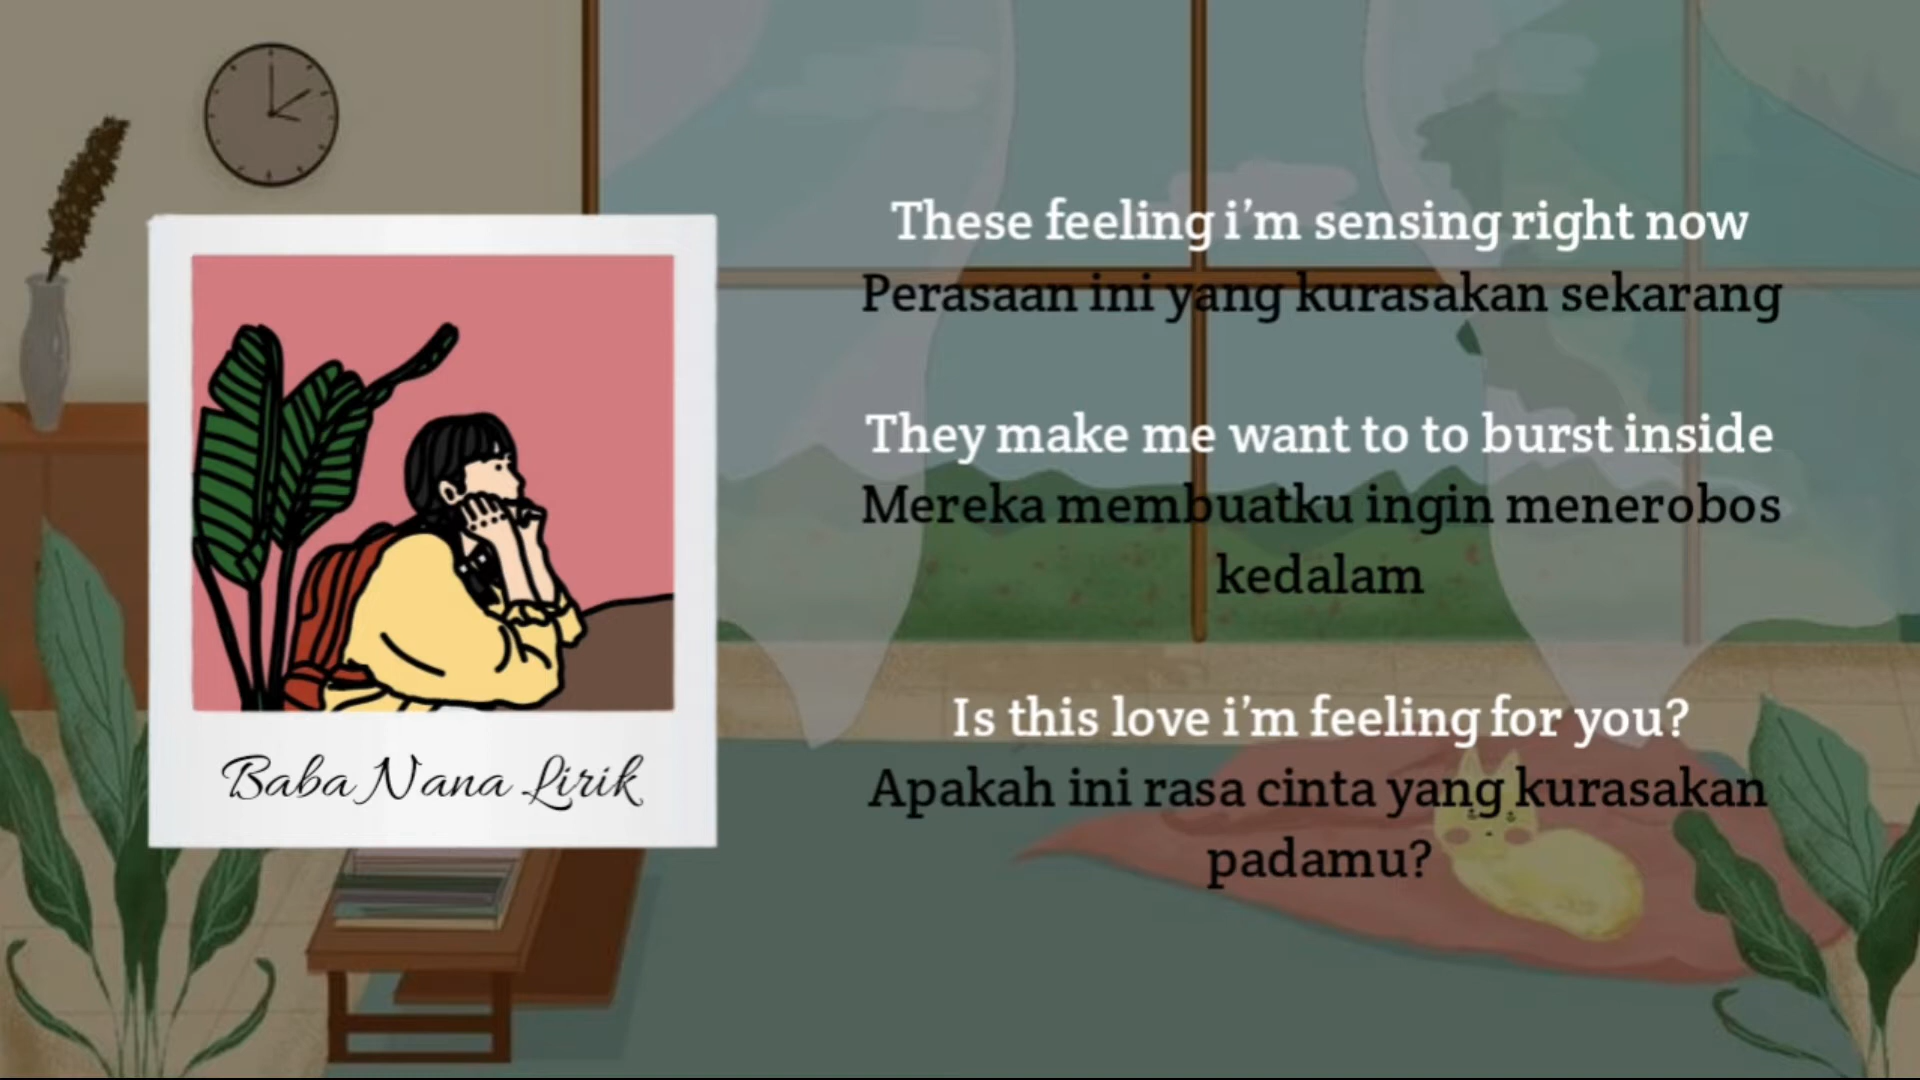 These feeling i'm sensing right now
Perasaan ini yang kurasakan sekarang
They make me want to to burst inside
Mereka membuatku ingin menerobos
kedalam
Is this love i'm feeling for you?
Apakah ini rasa cinta yang kurasakan
padamu?
Baba Nana Lirik